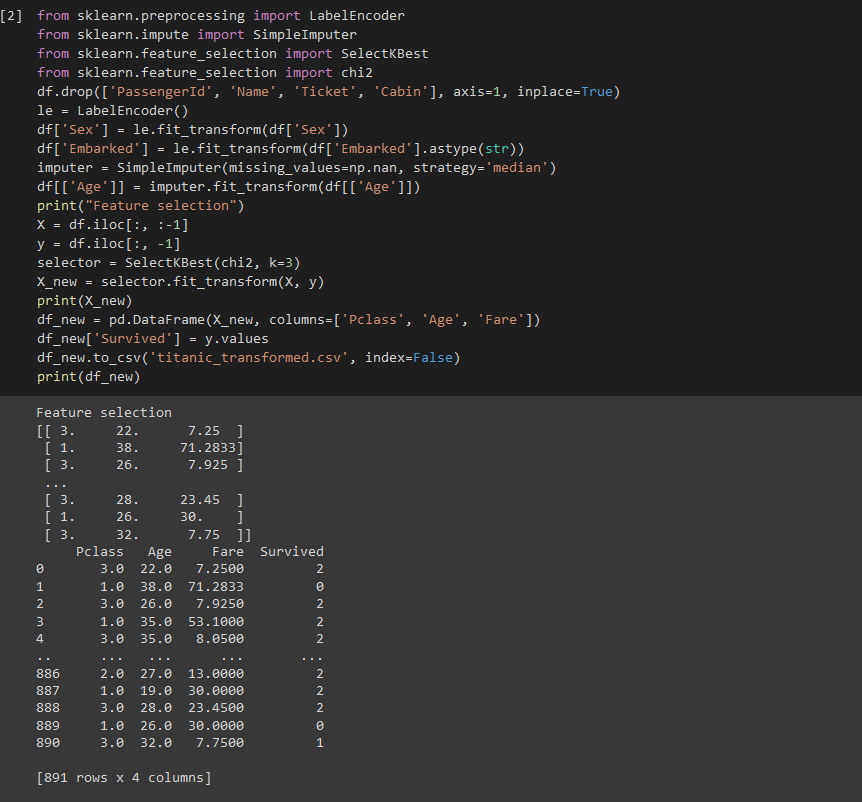 [2] from sklearn.preprocessing import LabelEncoder
from sklearn.impute import SimpleImputer
from sklearn.feature_selection import SelectKBest
from sklearn.feature_selection import chi2
df.drop(['PassengerId', 'Name', 'Ticket', 'Cabin'], axis=1, inplace=True)
le = LabelEncoder()
df['Sex'] = le.fit_transform(df['Sex'])
df['Embarked'] = le.fit_transform(df['Embarked'].astype(str))
imputer = SimpleImputer(missing_values=np.nan, strategy='median')
df[['Age']] = imputer.fit_transform(df[['Age']])
print("Feature selection")
X = df.iloc[:, :-1]
y = df.iloc[:, -1]
selector = SelectKBest(chi2, k=3)
X_new = selector.fit_transform(X, y)
print(X_new)
df_new = pd.DataFrame(X_new, columns=['Pclass', 'Age', 'Fare'])
df_new['Survived'] = y.values
df_new.to_csv('titanic_transformed.csv', index=False)
print(df_new)
Feature selection
[[ 3.     22.      7.25  ]
 [ 1.     38.     71.2833]
 [ 3.     26.      7.925 ]
 ...
 [ 3.     28.     23.45  ]
 [ 1.     26.     30.    ]
 [ 3.     32.      7.75  ]]
     Pclass   Age     Fare  Survived
0       3.0  22.0   7.2500         2
1       1.0  38.0  71.2833         0
2       3.0  26.0   7.9250         2
3       1.0  35.0  53.1000         2
4       3.0  35.0   8.0500         2
..      ...   ...      ...       ...
886     2.0  27.0  13.0000         2
887     1.0  19.0  30.0000         2
888     3.0  28.0  23.4500         2
889     1.0  26.0  30.0000         0
890     3.0  32.0   7.7500         1
[891 rows x 4 columns]